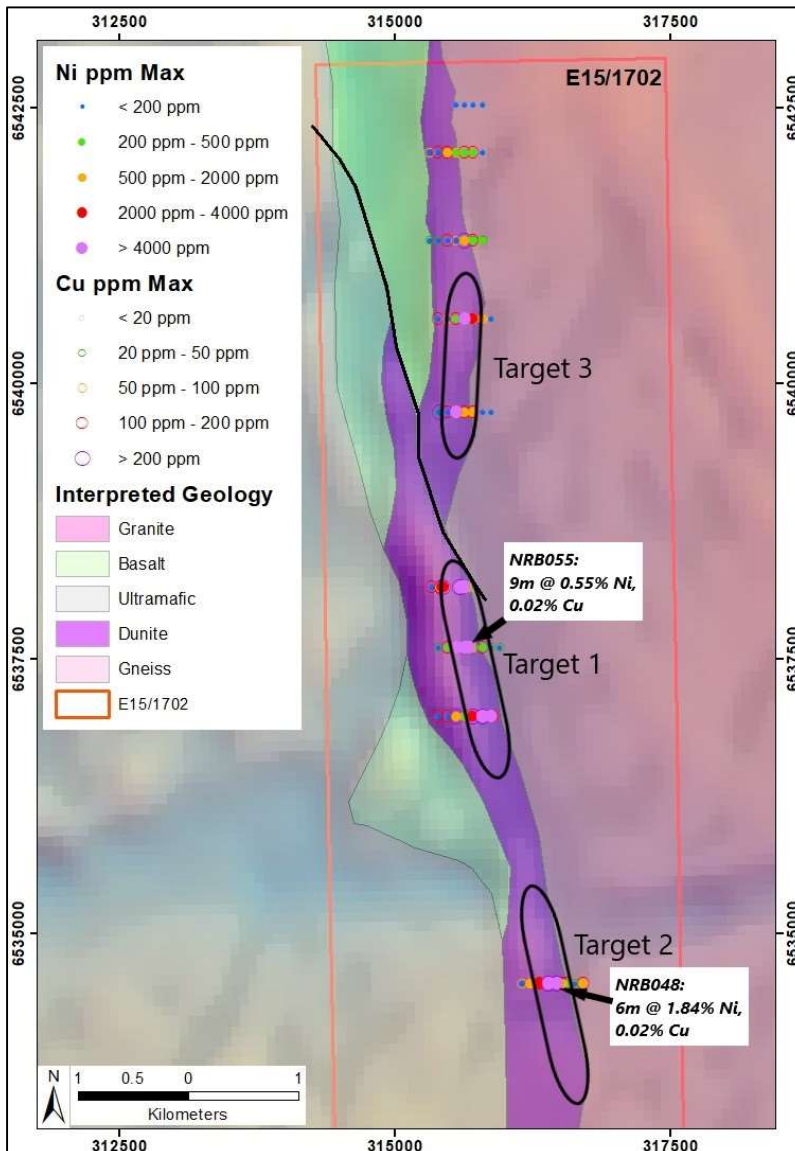 312500 315000 317500
E15/1702
Ni ppm Max
< 200 ppm
200 ppm - 500 ppm
500 ppm - 2000 ppm
2000 ppm - 4000 ppm
> 4000 ppm
Cu ppm Max
< 20 ppm
20 ppm - 50 ppm
50 ppm - 100 ppm
100 ppm - 200 ppm
> 200 ppm
Interpreted Geology
Granite
Basalt
Ultramafic
Dunite
Gneiss
E15/1702
6542500 6542500
6540000 6540000
6537500 6537500
6535000 6535000
Target 3
NRB055:
9m @ 0.55% Ni,
0.02% Cu
Target 1
Target 2
NRB048:
6m @ 1.84% Ni,
0.02% Cu
N
1 0.5 0 1
Kilometers
312500 315000 317500